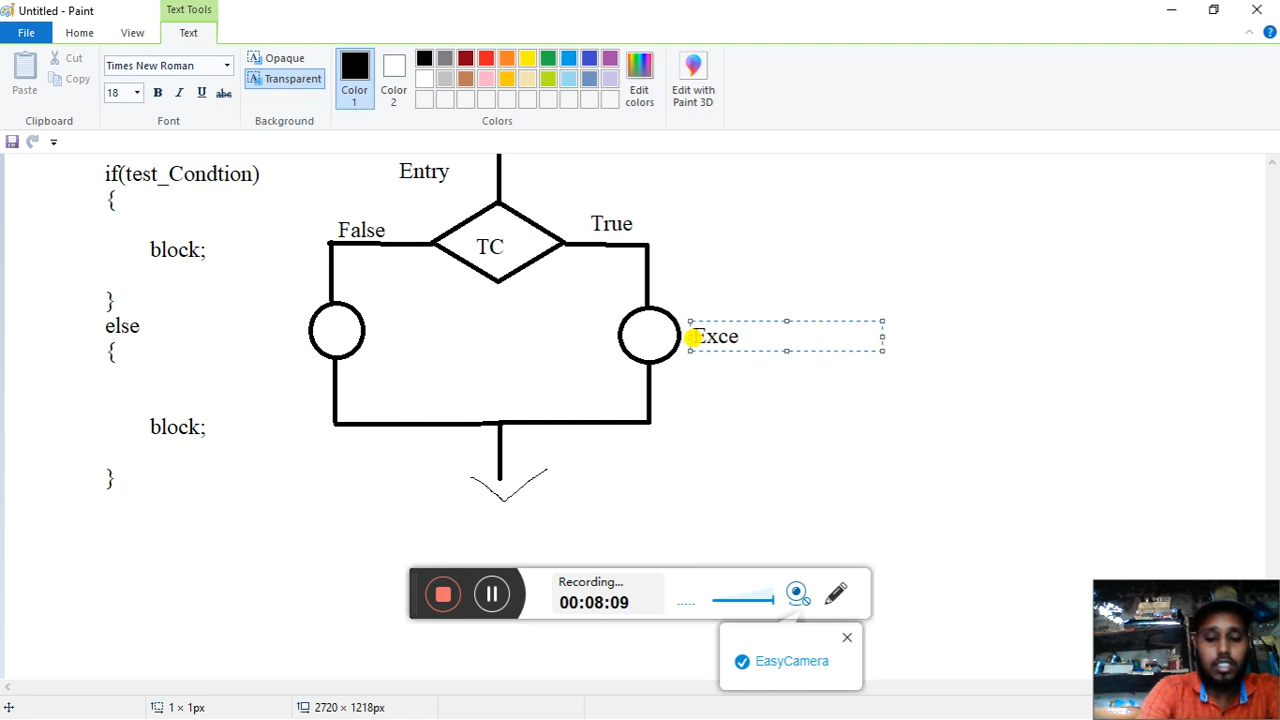 Untitled - Paint
Text Tools
File
Home
View
Text
Paste
Cut
Copy
Clipboard
Times New Roman
18
B I U abc
Font
Opaque
Transparent
Background
Color 1
Color 2
Edit colors
Colors
Edit with Paint 3D
if(test_Condtion)
{
block;
}
else
{
block;
}
Entry
False
True
TC
Exce
Recording...
00:08:09
EasyCamera
1 × 1px
2720 × 1218px